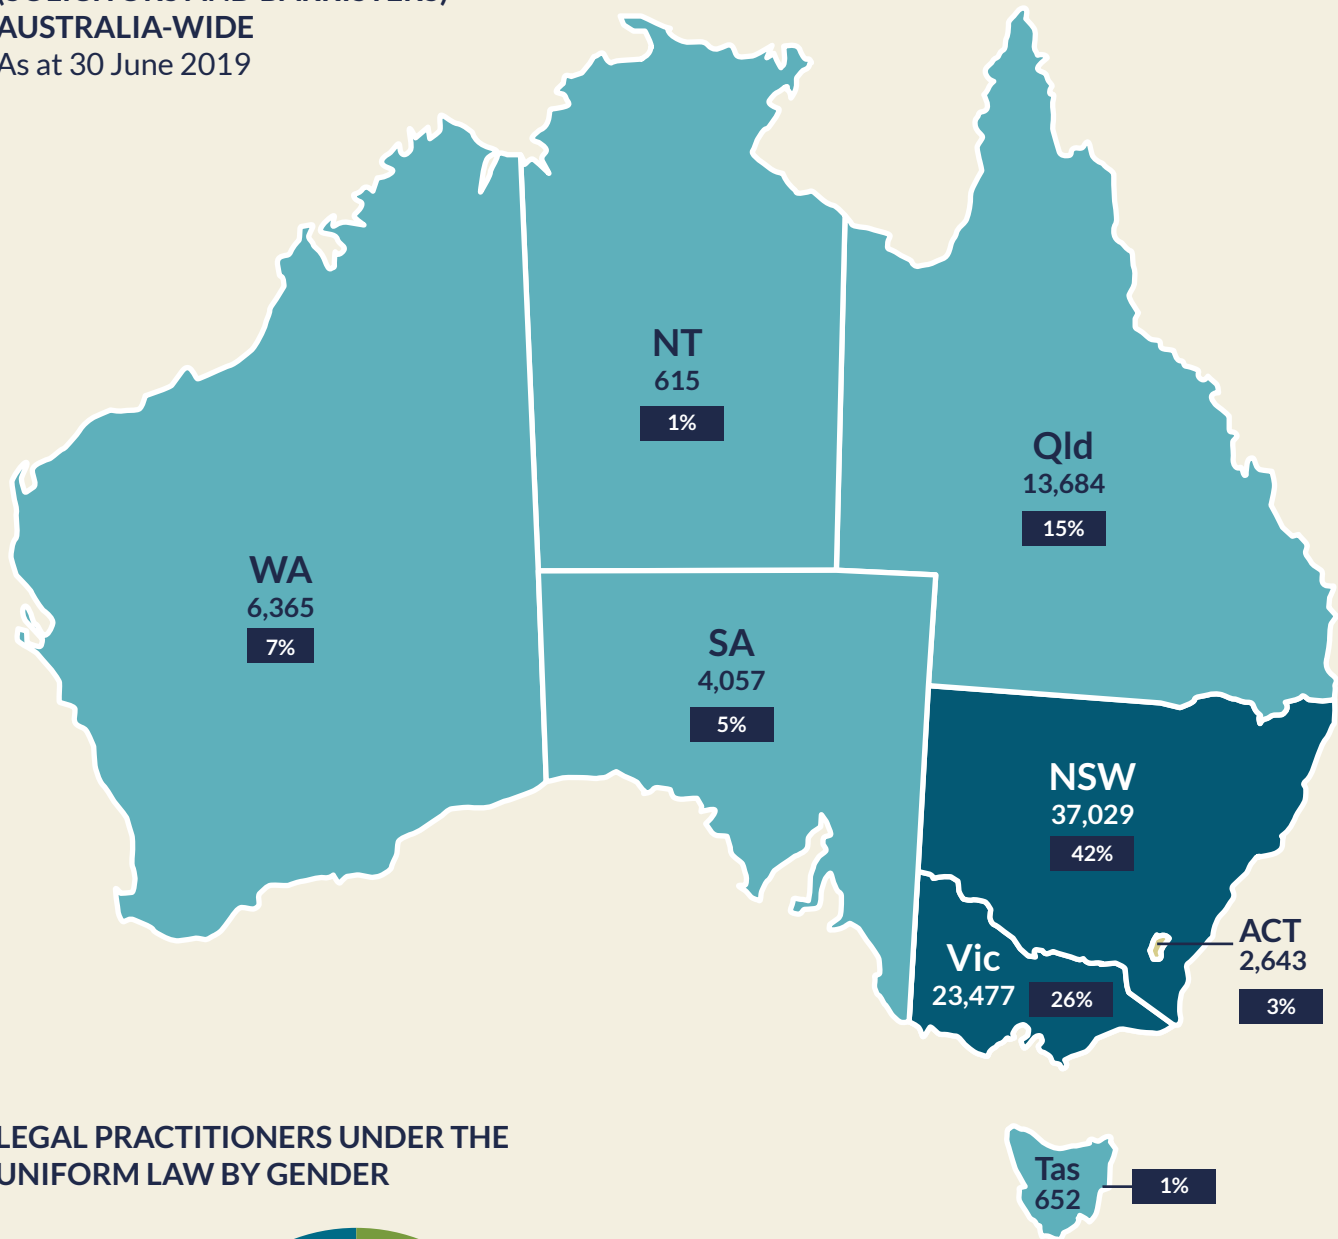 AUSTRALIA-WIDE
As at 30 June 2019
NT
615
1%
Qld
13,684
15%
WA
6,365
7%
SA
4,057
5%
NSW
37,029
42%
ACT
2,643
3%
Vic
23,477 26%
LEGAL PRACTITIONERS UNDER THE
UNIFORM LAW BY GENDER
Tas
652
1%